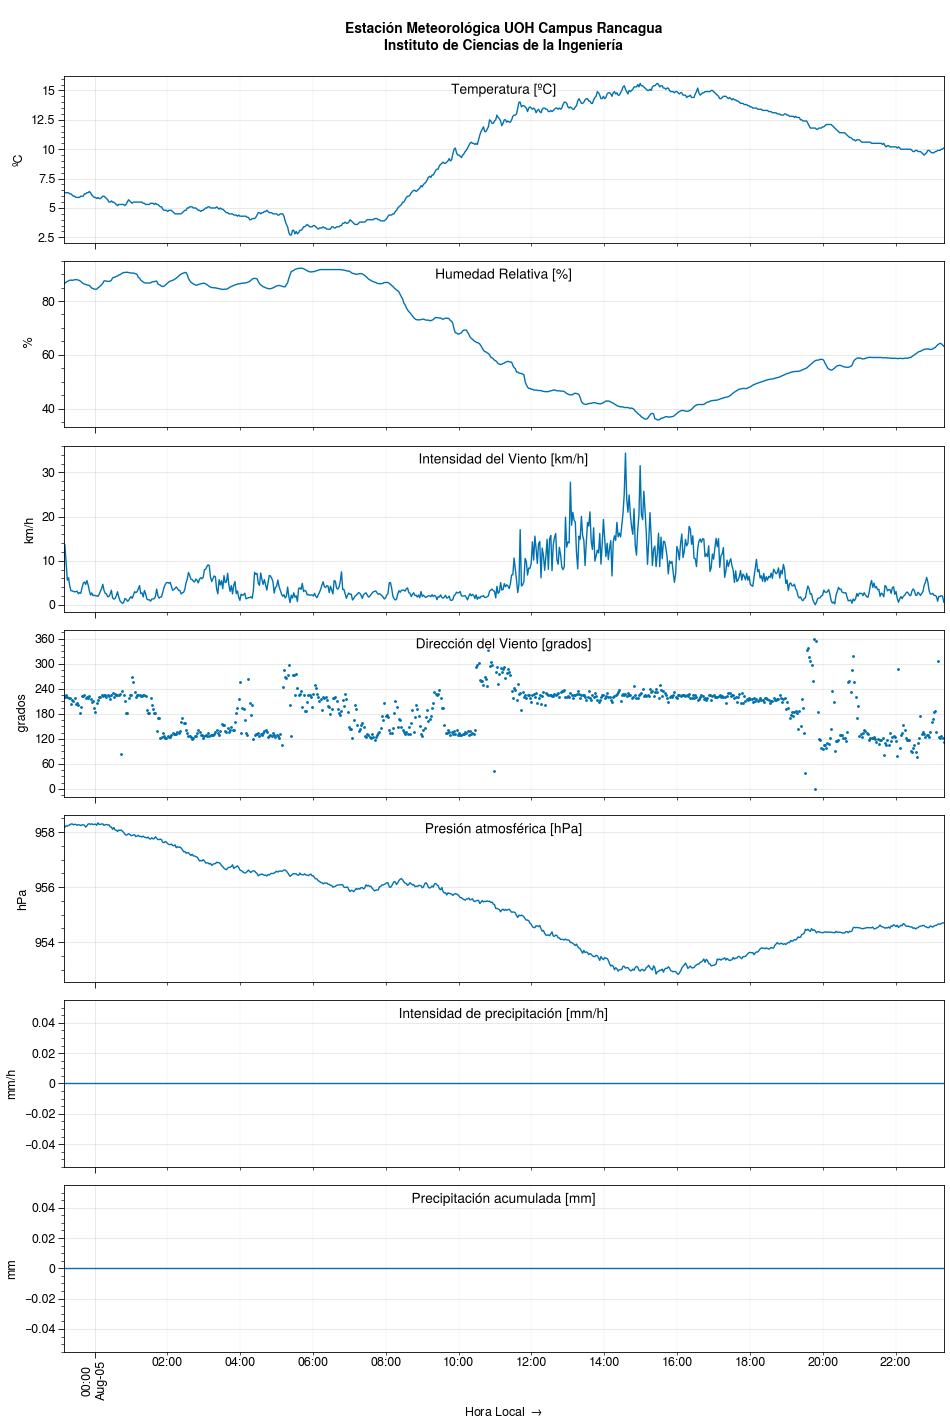 Estación Meteorológica UOH Campus Rancagua
Instituto de Ciencias de la Ingeniería
Temperatura [ºC]
15
12.5
10
7.5
5
2.5
ºC
Humedad Relativa [%]
80
60
40
%
Intensidad del Viento [km/h]
30
20
10
0
km/h
Dirección del Viento [grados]
360
300
240
180
120
60
0
grados
Presión atmosférica [hPa]
958
956
954
hPa
Intensidad de precipitación [mm/h]
0.04
0.02
0
−0.02
−0.04
mm/h
Precipitación acumulada [mm]
0.04
0.02
0
−0.02
−0.04
mm
00:00
Aug-05
02:00 04:00 06:00 08:00 10:00 12:00 14:00 16:00 18:00 20:00 22:00
Hora Local →